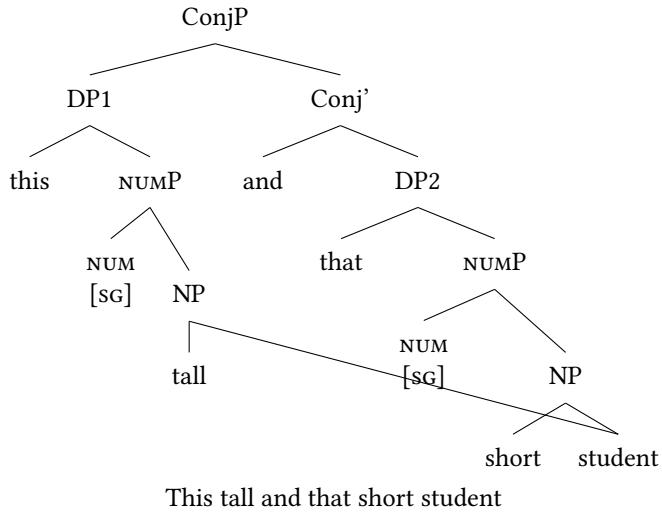 ConjP
DP1 Conj’
this NUMP and DP2
NUM
[SG] NP that NUMP
tall NUM
[SG] NP
short student
This tall and that short student